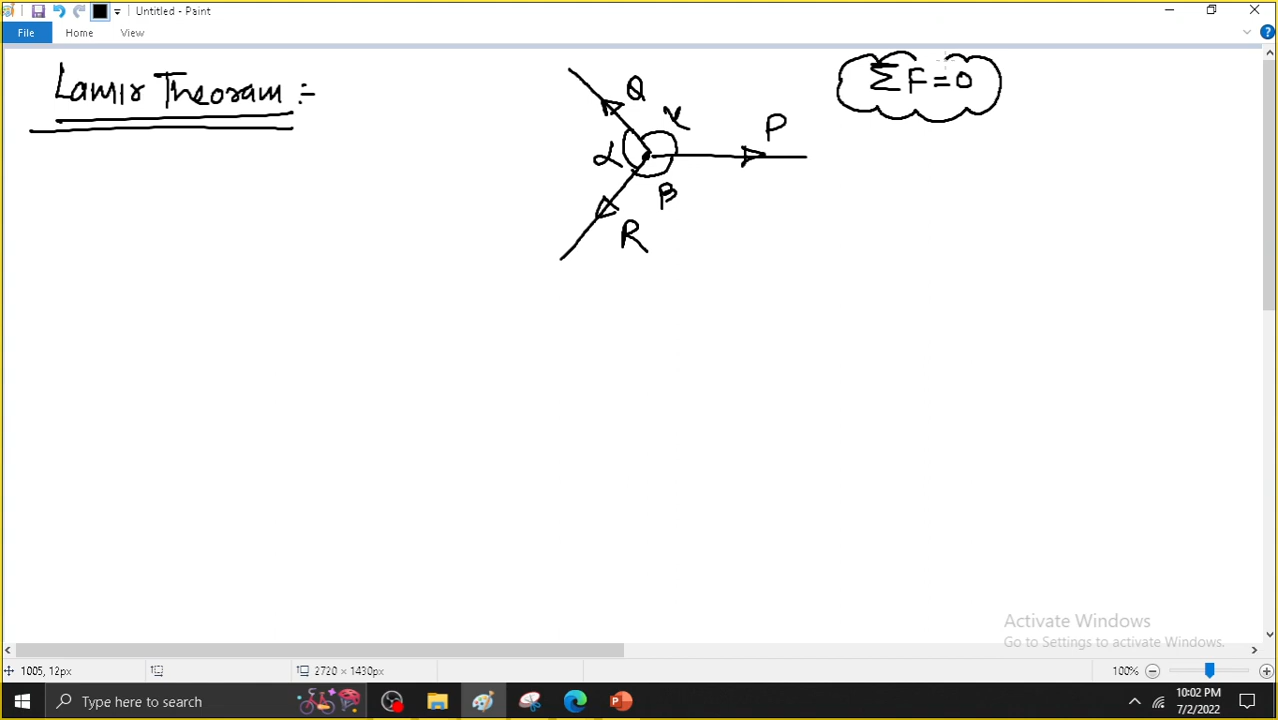 Untitled - Paint
File Home View
Lamir Theoram :-
Q
γ
P
α
β
R
Σ F = 0
Activate Windows
Go to Settings to activate Windows.
1005, 12px
2720 × 1430px
100%
Type here to search
10:02 PM
7/2/2022